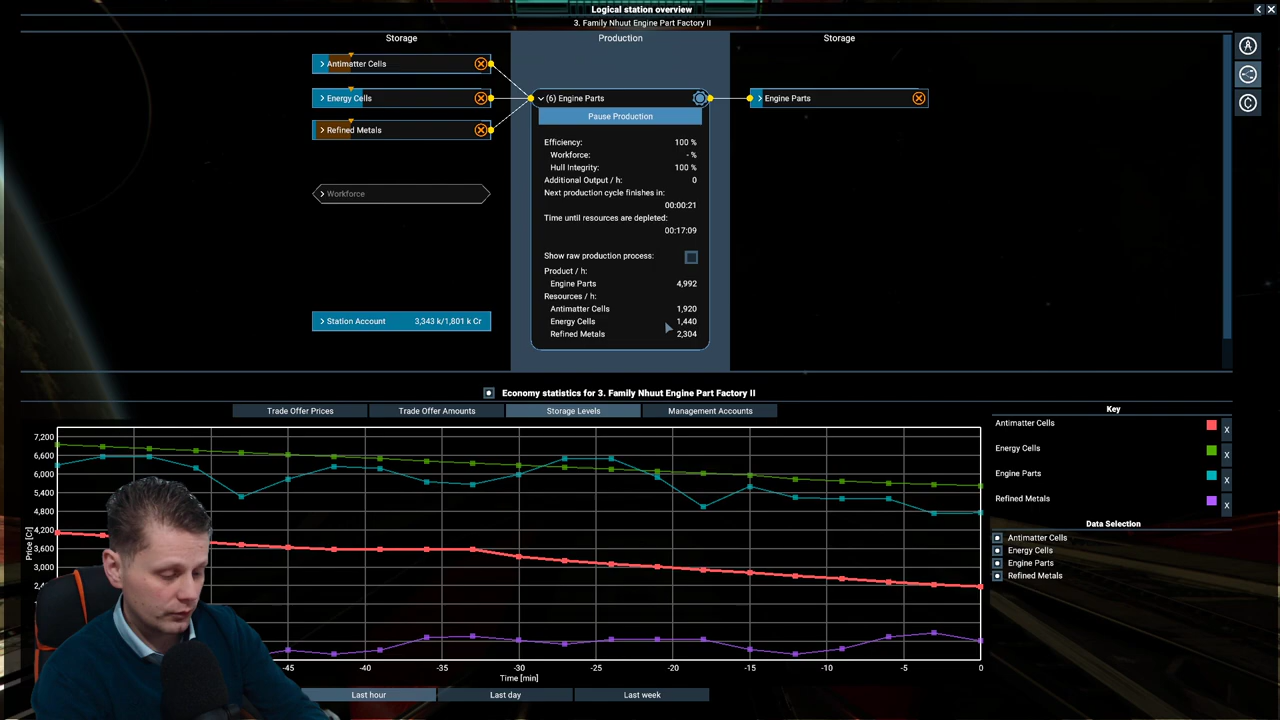 Logical station overview
3. Family Nhuut Engine Part Factory II
Storage
Production
Storage
Antimatter Cells
Energy Cells
Refined Metals
Workforce
Station Account 3,343 k/1,801 k Cr
(6) Engine Parts
Pause Production
Efficiency: 100 %
Workforce: - %
Hull Integrity: 100 %
Additional Output / h: 0
Next production cycle finishes in:
00:00:21
Time until resources are depleted:
00:17:09
Show raw production process:
Product / h:
Engine Parts 4,992
Resources / h:
Antimatter Cells 1,920
Energy Cells 1,440
Refined Metals 2,304
Engine Parts
Economy statistics for 3. Family Nhuut Engine Part Factory II
Trade Offer Prices Trade Offer Amounts Storage Levels Management Accounts
7,200
6,600
6,000
5,400
4,800
4,200
3,600
3,000
2,4
Price [Cr]
-45 -40 -35 -30 -25 -20 -15 -10 -5 0
Time [min]
Last hour Last day Last week
Key
Antimatter Cells X
Energy Cells X
Engine Parts X
Refined Metals X
Data Selection
Antimatter Cells
Energy Cells
Engine Parts
Refined Metals